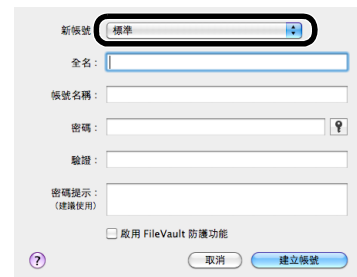 新帳號： 標準
全名：
帳號名稱：
密碼：
驗證：
密碼提示：
（建議使用）
啟用 FileVault 防護功能
? 取消 建立帳號